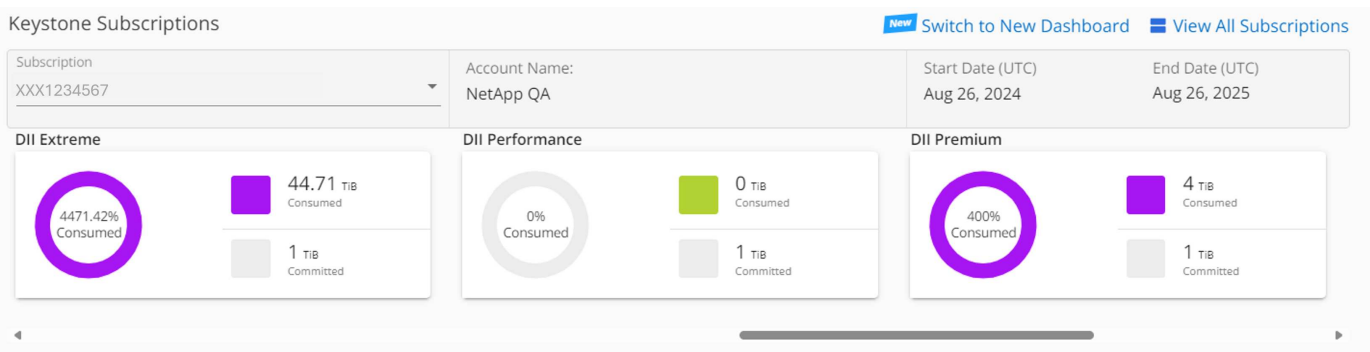 Keystone Subscriptions
New Switch to New Dashboard View All Subscriptions
Subscription
XXX1234567
Account Name:
NetApp QA
Start Date (UTC)
Aug 26, 2024
End Date (UTC)
Aug 26, 2025
DII Extreme
4471.42%
Consumed
44.71 TiB
Consumed
1 TiB
Committed
DII Performance
0%
Consumed
0 TiB
Consumed
1 TiB
Committed
DII Premium
400%
Consumed
4 TiB
Consumed
1 TiB
Committed